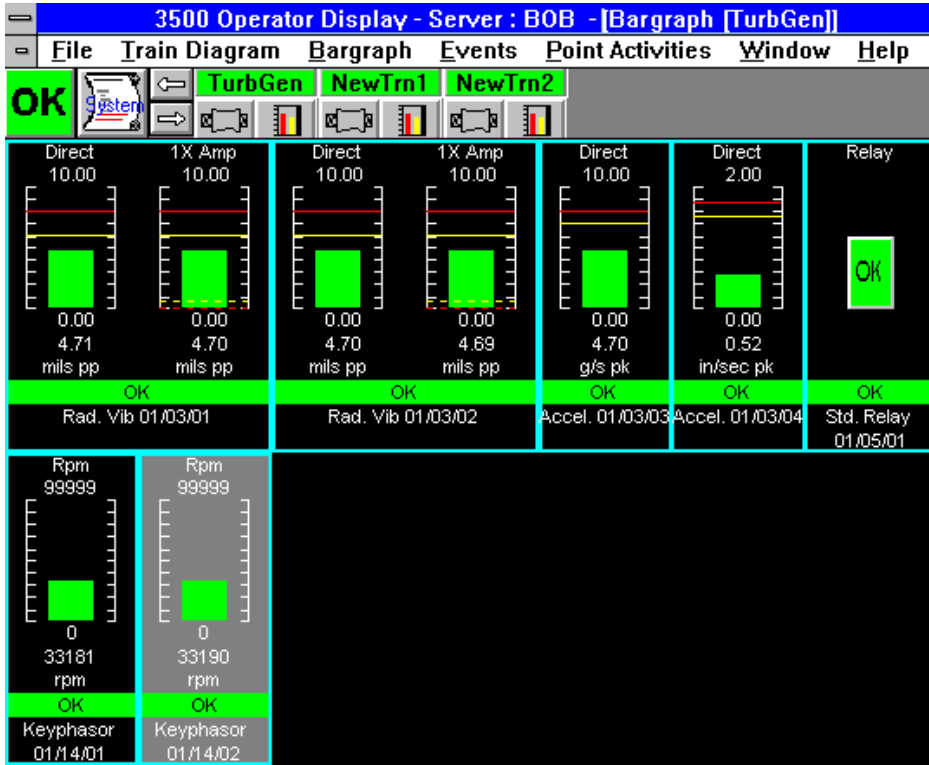 3500 Operator Display - Server : BOB - [Bargraph [TurbGen]]
File Train Diagram Bargraph Events Point Activities Window Help
OK System TurbGen NewTrn1 NewTrn2
Direct 1X Amp Direct 1X Amp Direct Direct Relay
10.00 10.00 10.00 10.00 10.00 2.00
OK
0.00 0.00 0.00 0.00 0.00 0.00
4.71 4.70 4.70 4.69 4.70 0.52
mils pp mils pp mils pp mils pp g/s pk in/sec pk
OK OK OK OK OK
Rad. Vib 01/03/01 Rad. Vib 01/03/02 Accel. 01/03/03 Accel. 01/03/04 Std. Relay
01/05/01
Rpm Rpm
99999 99999
0 0
33181 33190
rpm rpm
OK OK
Keyphasor Keyphasor
01/14/01 01/14/02